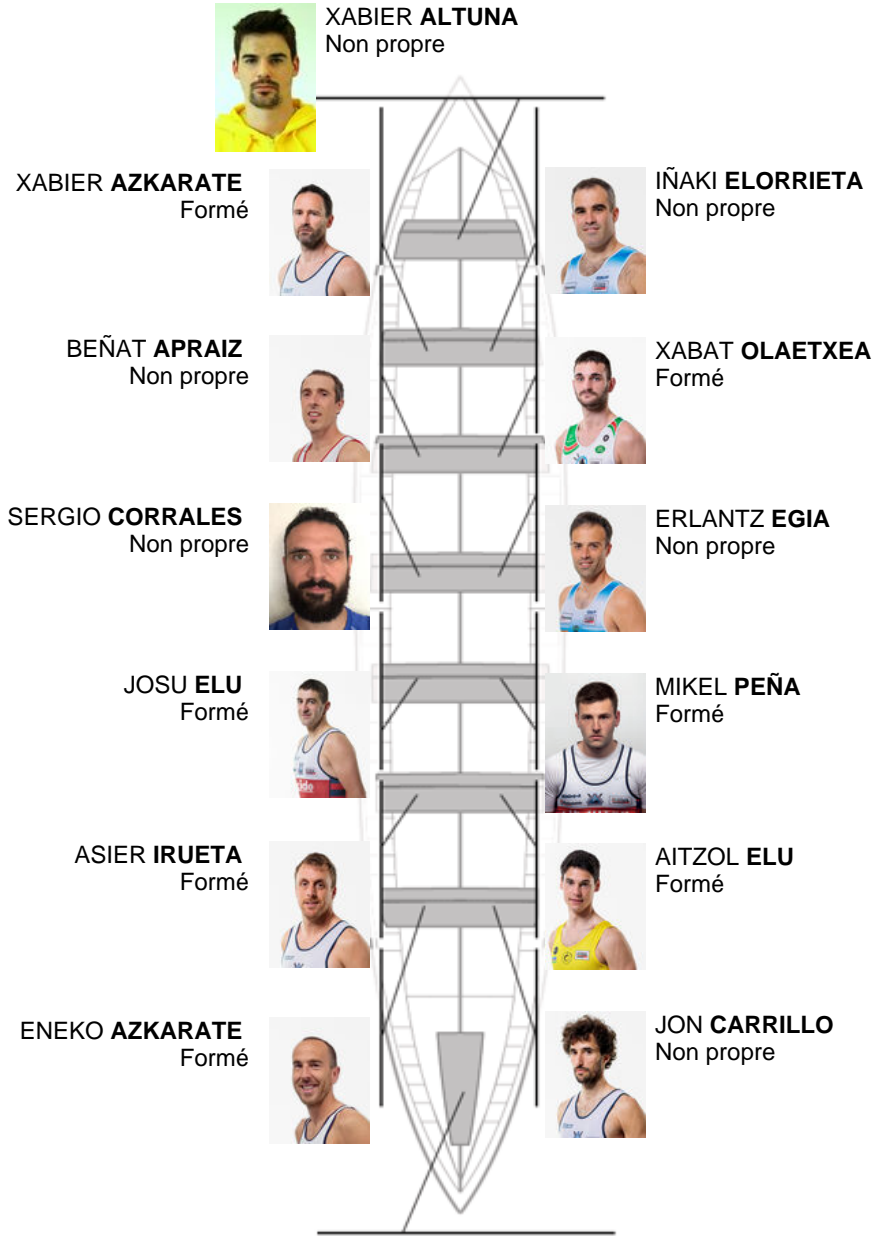 XABIER ALTUNA
Non propre
XABIER AZKARATE
Formé
IÑAKI ELORRIETA
Non propre
BEÑAT APRAIZ
Non propre
XABAT OLAETXEA
Formé
SERGIO CORRALES
Non propre
ERLANTZ EGIA
Non propre
JOSU ELU
Formé
MIKEL PEÑA
Formé
ASIER IRUETA
Formé
AITZOL ELU
Formé
ENEKO AZKARATE
Formé
JON CARRILLO
Non propre